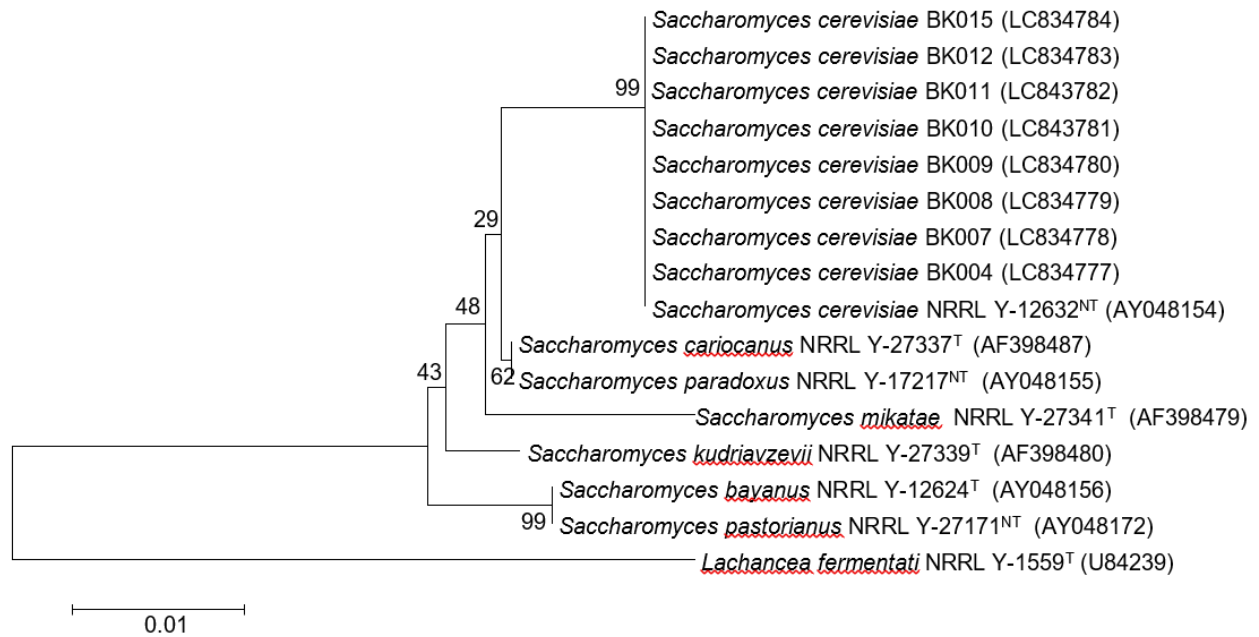 Saccharomyces cerevisiae BK015 (LC834784)
Saccharomyces cerevisiae BK012 (LC834783)
99
Saccharomyces cerevisiae BK011 (LC843782)
Saccharomyces cerevisiae BK010 (LC843781)
Saccharomyces cerevisiae BK009 (LC834780)
Saccharomyces cerevisiae BK008 (LC834779)
29
Saccharomyces cerevisiae BK007 (LC834778)
Saccharomyces cerevisiae BK004 (LC834777)
48
Saccharomyces cerevisiae NRRL Y-12632ᴺᵀ (AY048154)
Saccharomyces cariocanus NRRL Y-27337ᵀ (AF398487)
43
62
Saccharomyces paradoxus NRRL Y-17217ᴺᵀ (AY048155)
Saccharomyces mikatae NRRL Y-27341ᵀ (AF398479)
Saccharomyces kudriavzevii NRRL Y-27339ᵀ (AF398480)
Saccharomyces bayanus NRRL Y-12624ᵀ (AY048156)
99
Saccharomyces pastorianus NRRL Y-27171ᴺᵀ (AY048172)
Lachancea fermentati NRRL Y-1559ᵀ (U84239)
0.01